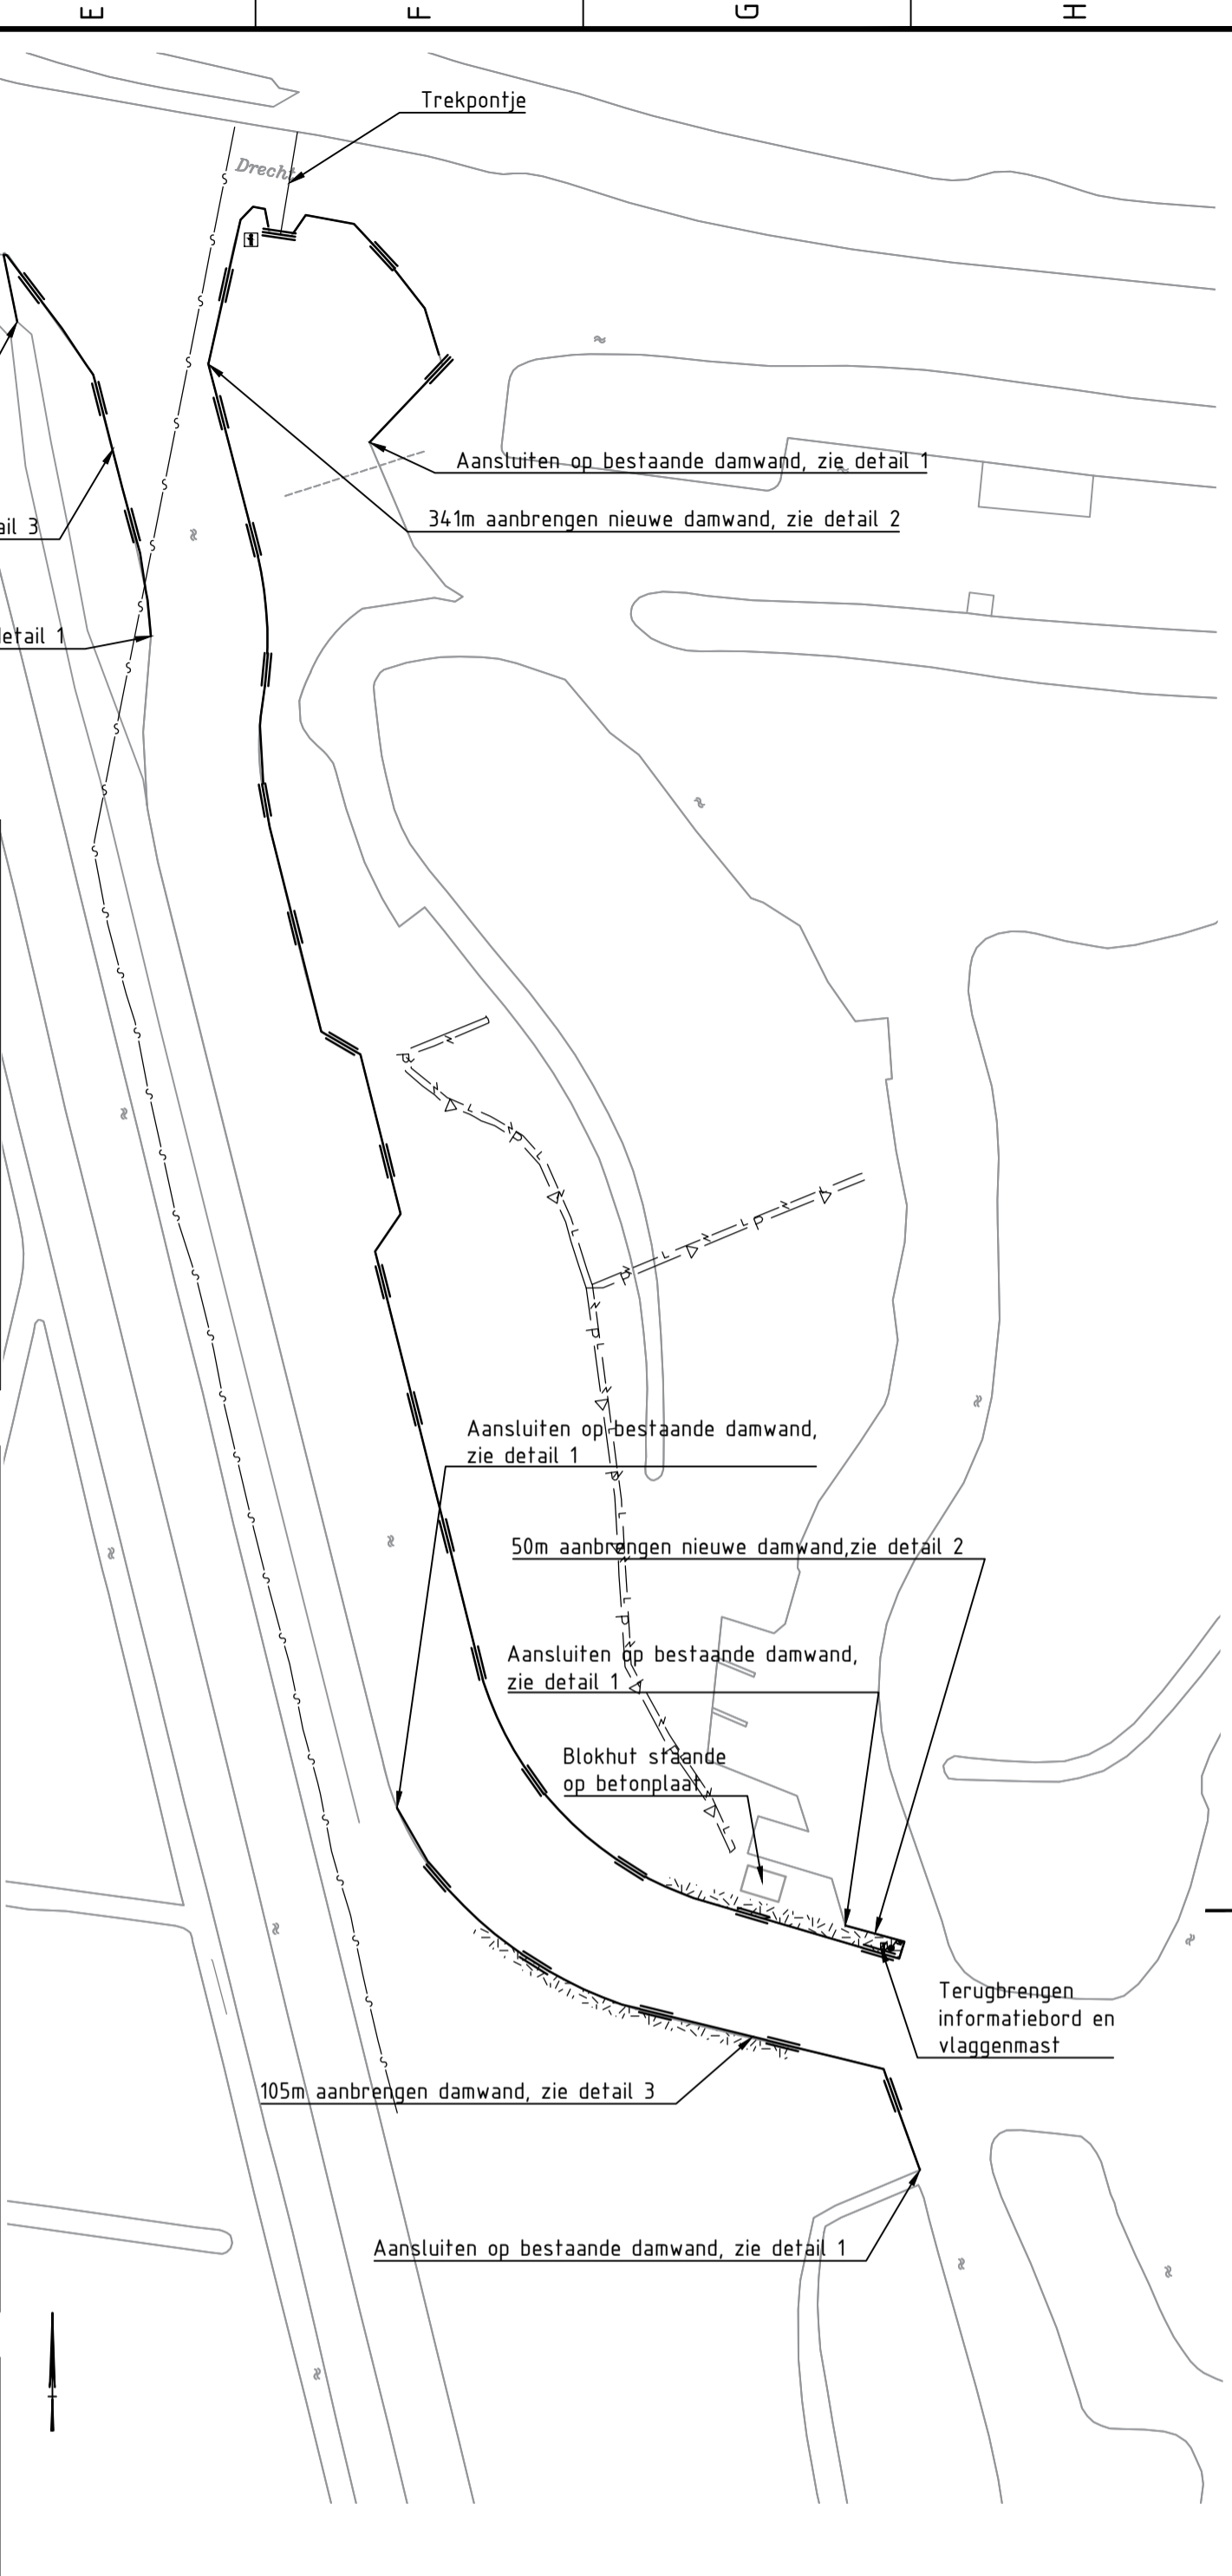 E
F
G
H
Trekpontje
Drecht
Aansluiten op bestaande damwand, zie detail 1
341m aanbrengen nieuwe damwand, zie detail 2
ail 3
detail 1
Aansluiten op bestaande damwand,
zie detail 1
50m aanbrengen nieuwe damwand,zie detail 2
Aansluiten op bestaande damwand,
zie detail 1
Blokhut staande
op betonplaat
Terugbrengen
informatiebord en
vlaggenmast
105m aanbrengen damwand, zie detail 3
Aansluiten op bestaande damwand, zie detail 1